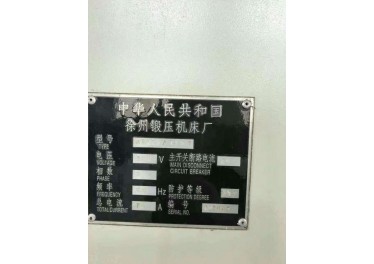 中华人民共和国
徐州锻压机床厂
型号
TYPE
电压 V 主开关断路电流
VOLTAGE MAIN DISCONNECT
相数 CIRCUIT BREAKER
PHASE
频率 Hz 防护等级
FREQUENCY PROTECTION DEGREE
总电流 A 编号
TOTAL CURRENT SERIAL NO.